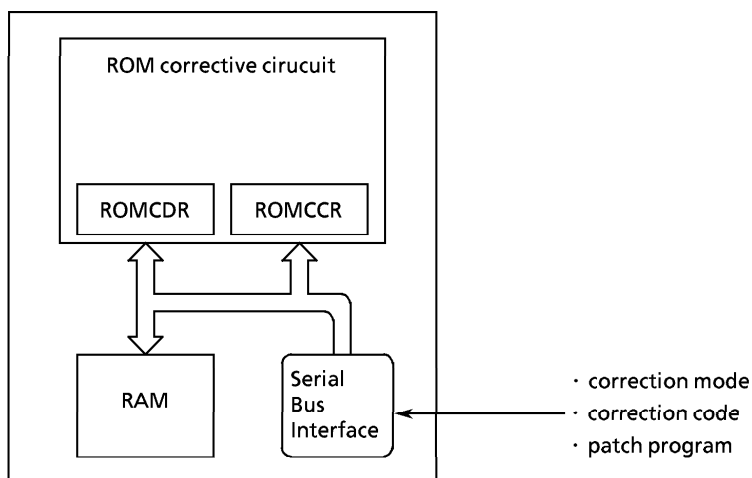 ROM corrective cirucuit
ROMCDR
ROMCCR
RAM
Serial
Bus
Interface
· correction mode
· correction code
· patch program